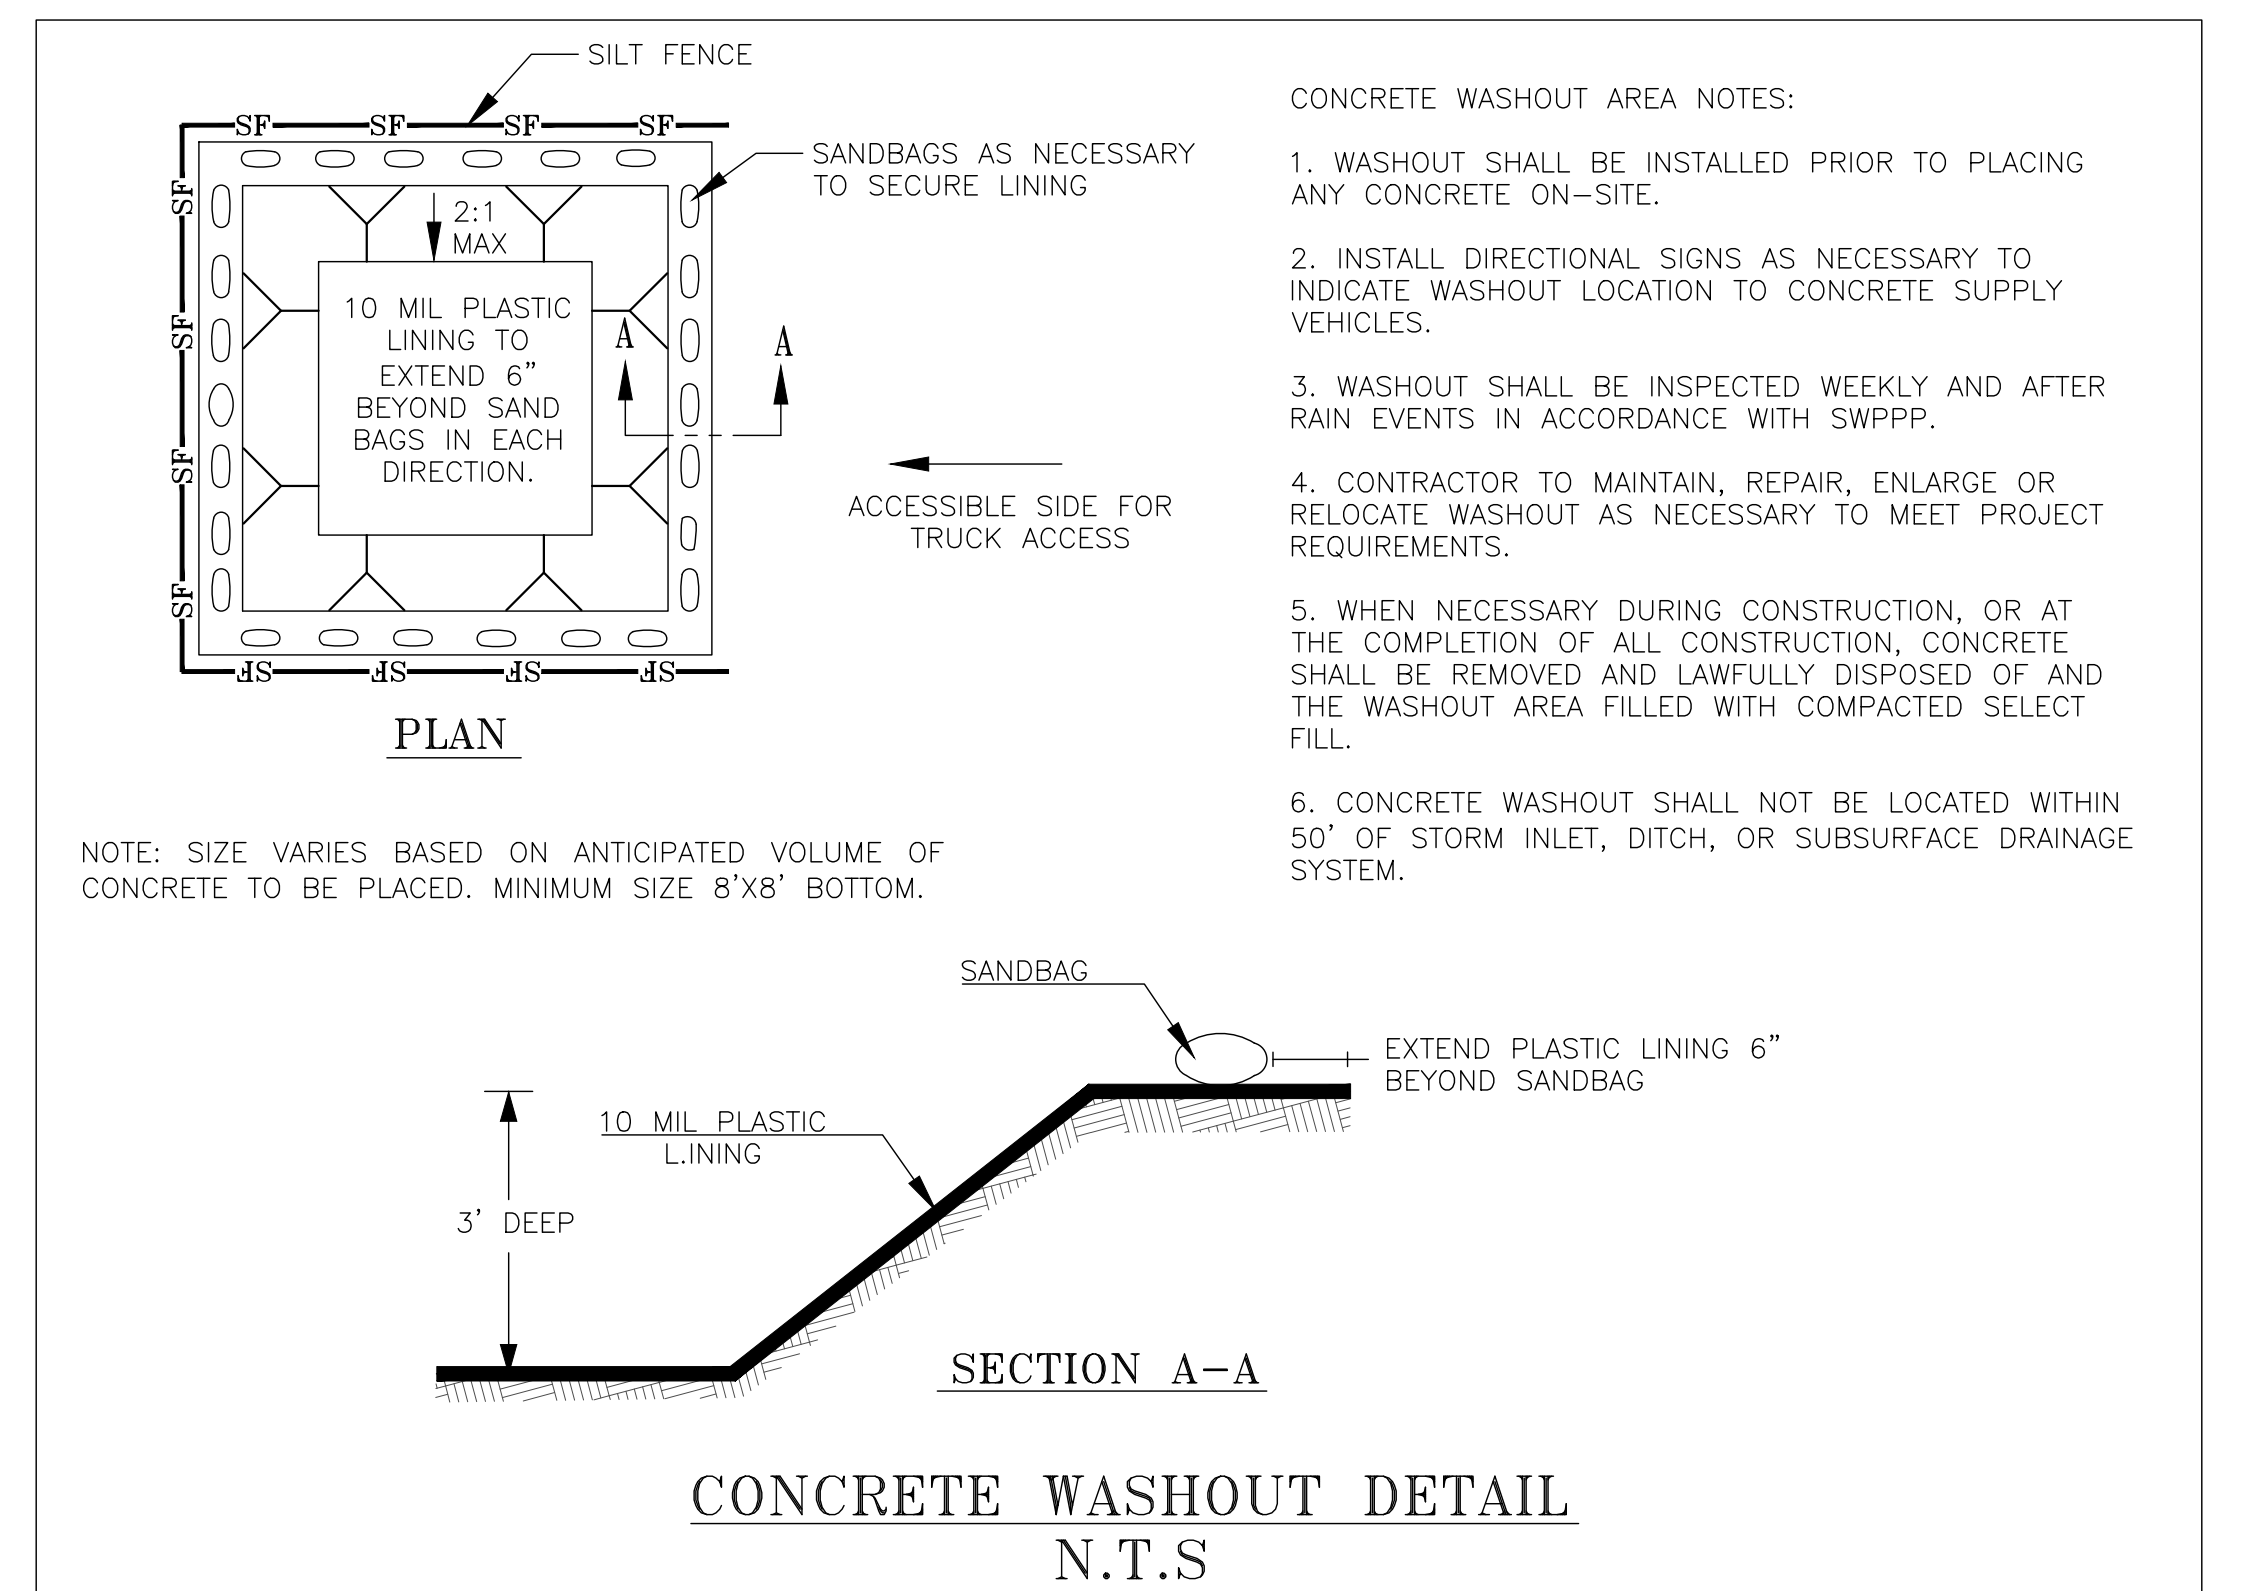 SILT FENCE
SF SF SF SF
SANDBAGS AS NECESSARY
TO SECURE LINING
SF
SF
SF
SF
2:1
MAX
10 MIL PLASTIC
LINING TO
EXTEND 6”
BEYOND SAND
BAGS IN EACH
DIRECTION.
A
A
ACCESSIBLE SIDE FOR
TRUCK ACCESS
SF SF SF SF
PLAN
NOTE: SIZE VARIES BASED ON ANTICIPATED VOLUME OF
CONCRETE TO BE PLACED. MINIMUM SIZE 8’X8’ BOTTOM.
CONCRETE WASHOUT AREA NOTES:
1. WASHOUT SHALL BE INSTALLED PRIOR TO PLACING
ANY CONCRETE ON–SITE.
2. INSTALL DIRECTIONAL SIGNS AS NECESSARY TO
INDICATE WASHOUT LOCATION TO CONCRETE SUPPLY
VEHICLES.
3. WASHOUT SHALL BE INSPECTED WEEKLY AND AFTER
RAIN EVENTS IN ACCORDANCE WITH SWPPP.
4. CONTRACTOR TO MAINTAIN, REPAIR, ENLARGE OR
RELOCATE WASHOUT AS NECESSARY TO MEET PROJECT
REQUIREMENTS.
5. WHEN NECESSARY DURING CONSTRUCTION, OR AT
THE COMPLETION OF ALL CONSTRUCTION, CONCRETE
SHALL BE REMOVED AND LAWFULLY DISPOSED OF AND
THE WASHOUT AREA FILLED WITH COMPACTED SELECT
FILL.
6. CONCRETE WASHOUT SHALL NOT BE LOCATED WITHIN
50’ OF STORM INLET, DITCH, OR SUBSURFACE DRAINAGE
SYSTEM.
SANDBAG
EXTEND PLASTIC LINING 6”
BEYOND SANDBAG
10 MIL PLASTIC
L.INING
3’ DEEP
SECTION A–A
CONCRETE WASHOUT DETAIL
N.T.S